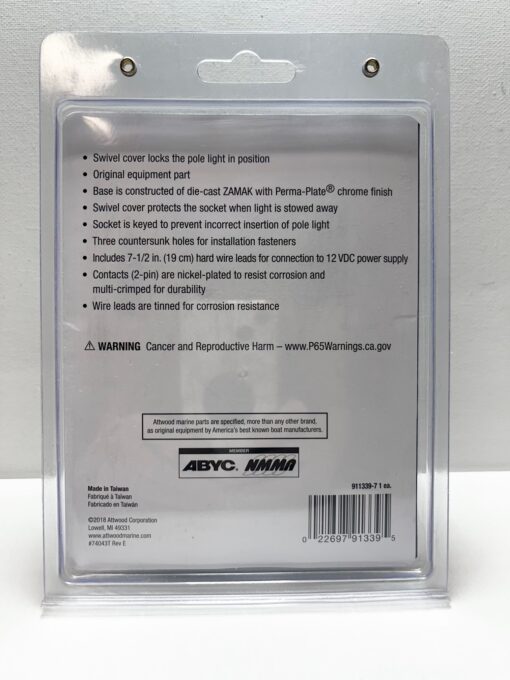 • Swivel cover locks the pole light in position
• Original equipment part
• Base is constructed of die-cast ZAMAK with Perma-Plate® chrome finish
• Swivel cover protects the socket when light is stowed away
• Socket is keyed to prevent incorrect insertion of pole light
• Three countersunk holes for installation fasteners
• Includes 7-1/2 in. (19 cm) hard wire leads for connection to 12 VDC power supply
• Contacts (2-pin) are nickel-plated to resist corrosion and
multi-crimped for durability
• Wire leads are tinned for corrosion resistance
⚠ WARNING Cancer and Reproductive Harm – www.P65Warnings.ca.gov
Attwood marine parts are specified, more than any other brand,
as original equipment by America's best known boat manufacturers.
MEMBER
ABYC. NMMA
Made in Taiwan
Fabriqué à Taiwan
Fabricado en Taiwán
©2018 Attwood Corporation
Lowell, MI 49331
www.attwoodmarine.com
#74043T Rev E
911339-7 1 ea.
0 22697 91339 5